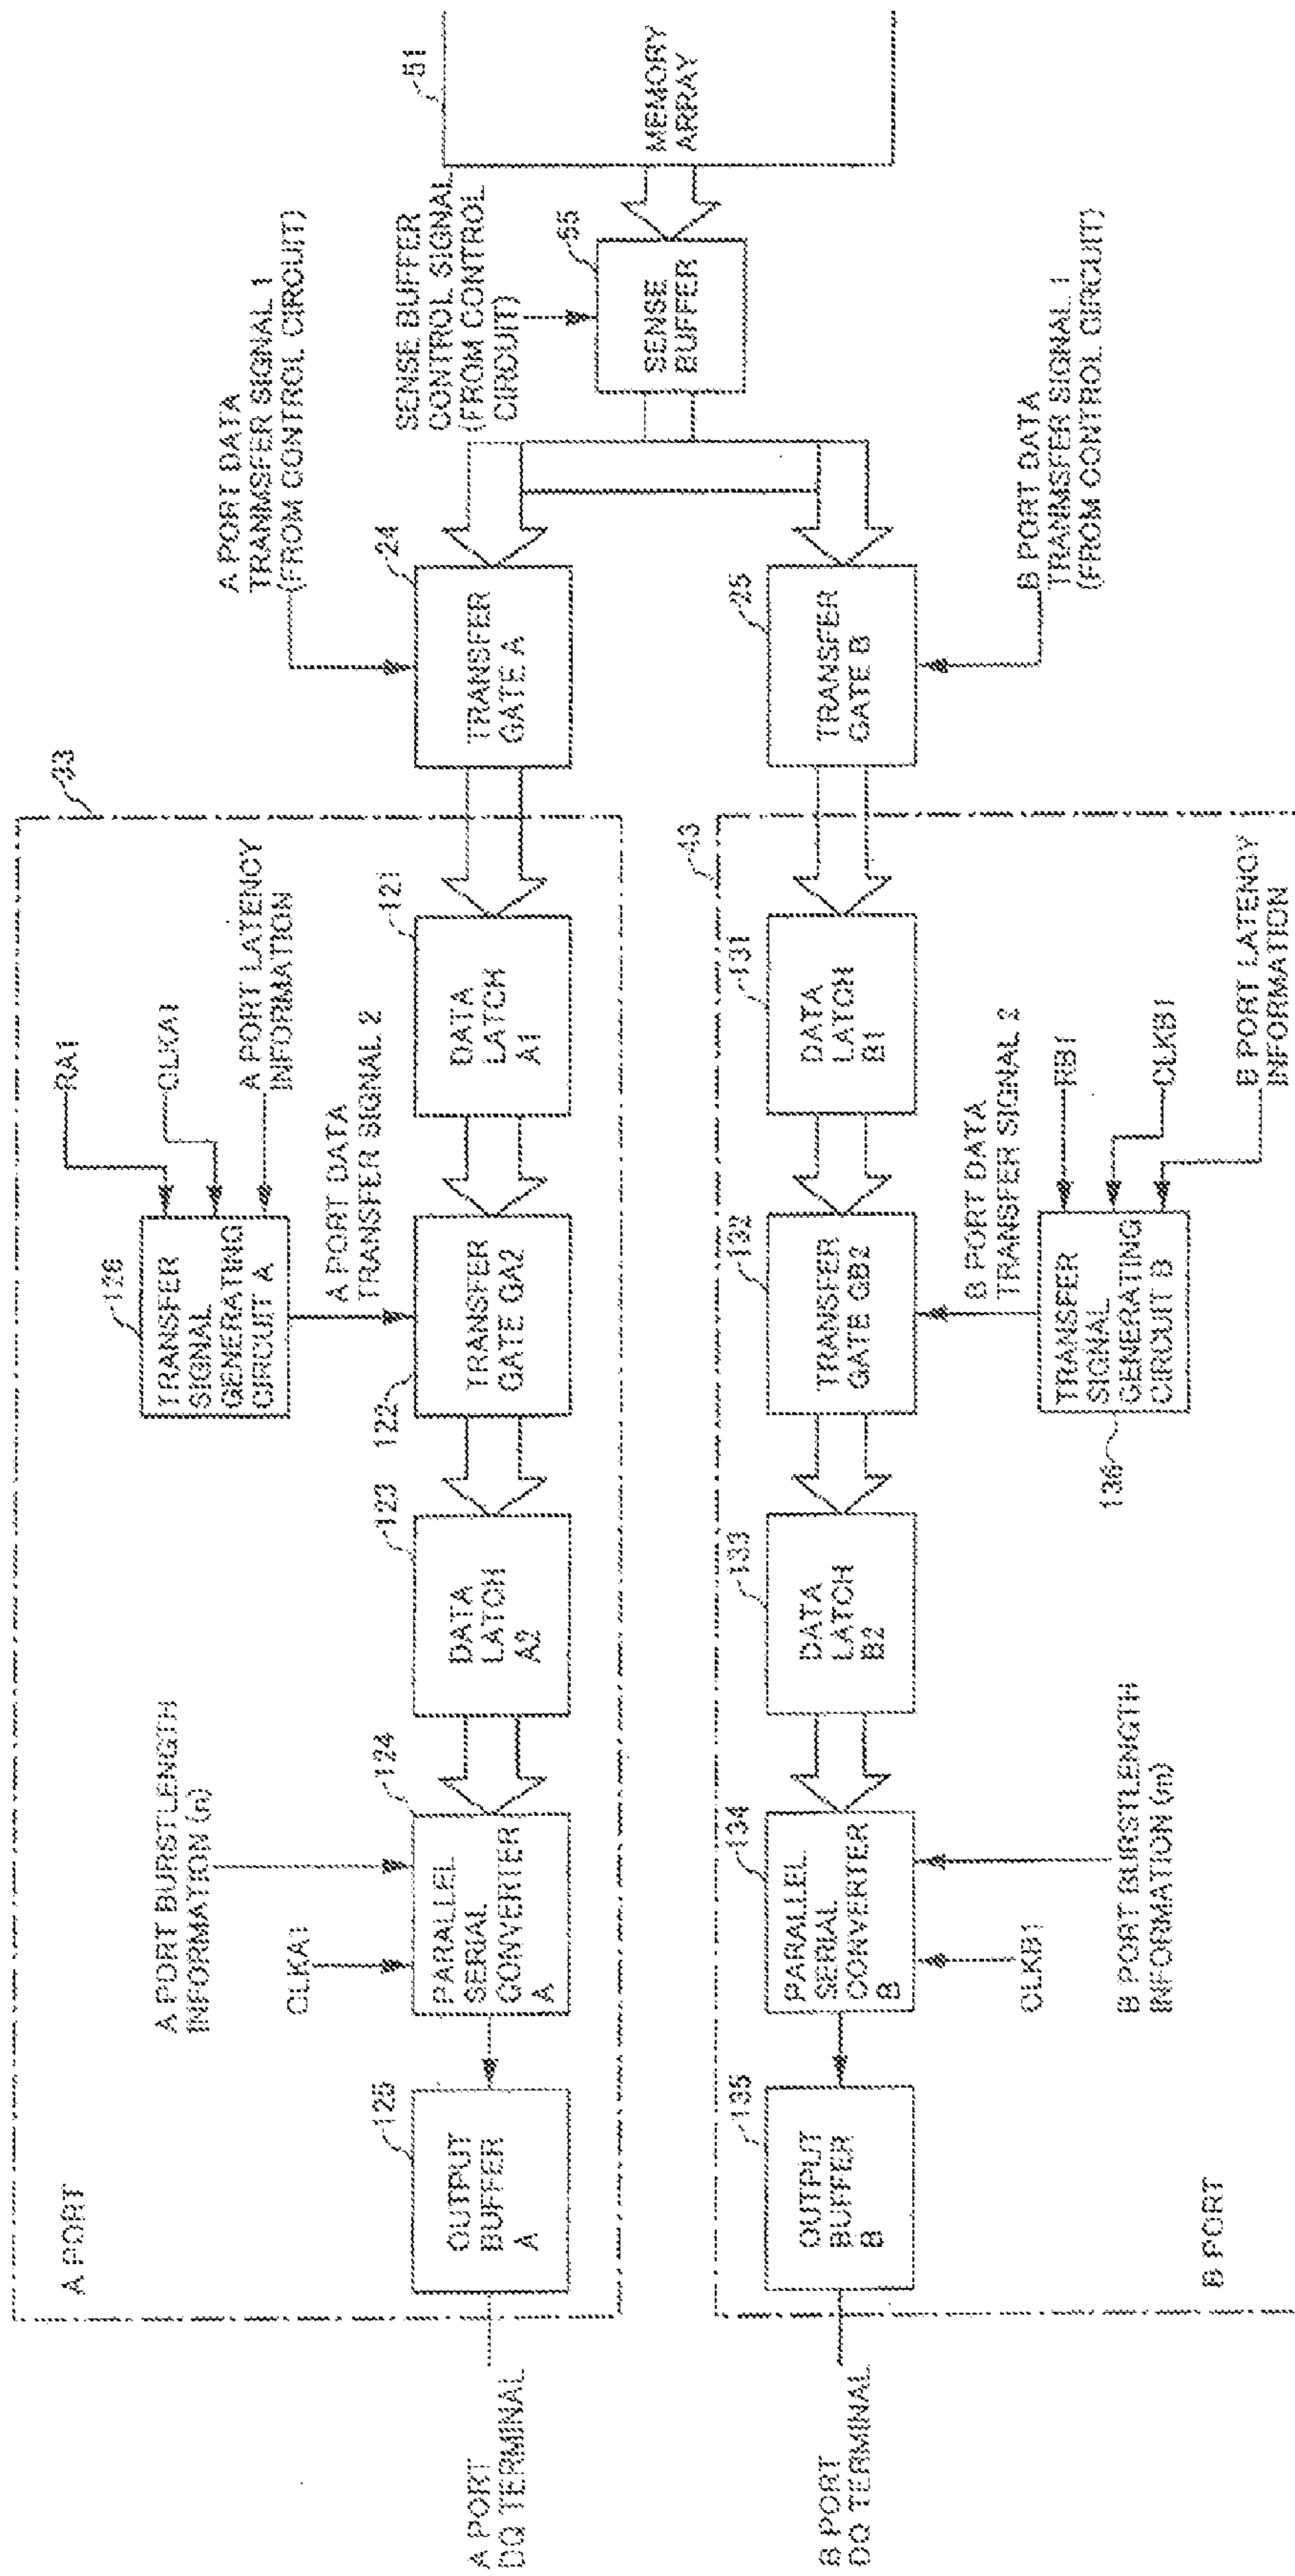 A PORT
33
RA1
CLKA1
A PORT LATENCY
INFORMATION
126
TRANSFER
SIGNAL
GENERATING
CIRCUIT A
A PORT BURSTLENGTH
INFORMATION (n)
CLKA1
A PORT DATA
TRANSFER SIGNAL 2
A PORT DATA
TRANMSFER SIGNAL 1
(FROM CONTROL CIRCUIT)
SENSE BUFFER
CONTROL SIGNAL
(FROM CONTROL
CIRCUIT)
A PORT
DQ TERMINAL
125
OUTPUT
BUFFER
A
124
PARALLEL
SERIAL
CONVERTER
A
123
DATA
LATCH
A2
122
TRANSFER
GATE GA2
121
DATA
LATCH
A1
24
TRANSFER
GATE A
55
SENSE
BUFFER
51
MEMORY
ARRAY
43
B PORT
DQ TERMINAL
135
OUTPUT
BUFFER
B
134
PARALLEL
SERIAL
CONVERTER
B
133
DATA
LATCH
B2
132
TRANSFER
GATE GB2
131
DATA
LATCH
B1
25
TRANSFER
GATE B
B PORT DATA
TRANSFER SIGNAL 2
CLKB1
B PORT BURSTLENGTH
INFORMATION (m)
136
TRANSFER
SIGNAL
GENERATING
CIRCUIT B
RB1
CLKB1
B PORT LATENCY
INFORMATION
B PORT DATA
TRANMSFER SIGNAL 1
(FROM CONTROL CIRCUIT)
B PORT